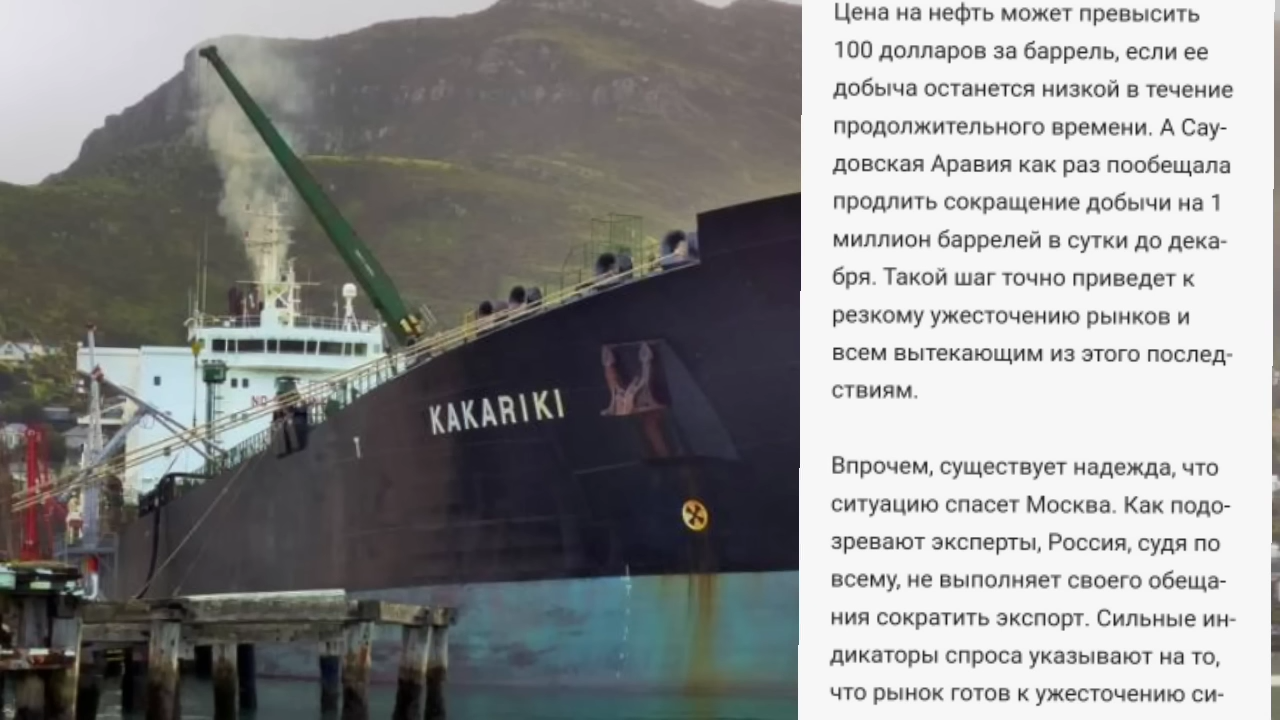 KAKARIKI
Цена на нефть может превысить
100 долларов за баррель, если ее
добыча останется низкой в течение
продолжительного времени. А Сау-
довская Аравия как раз пообещала
продлить сокращение добычи на 1
миллион баррелей в сутки до дека-
бря. Такой шаг точно приведет к
резкому ужесточению рынков и
всем вытекающим из этого послед-
ствиям.
Впрочем, существует надежда, что
ситуацию спасет Москва. Как подо-
зревают эксперты, Россия, судя по
всему, не выполняет своего обеща-
ния сократить экспорт. Сильные ин-
дикаторы спроса указывают на то,
что рынок готов к ужесточению си-